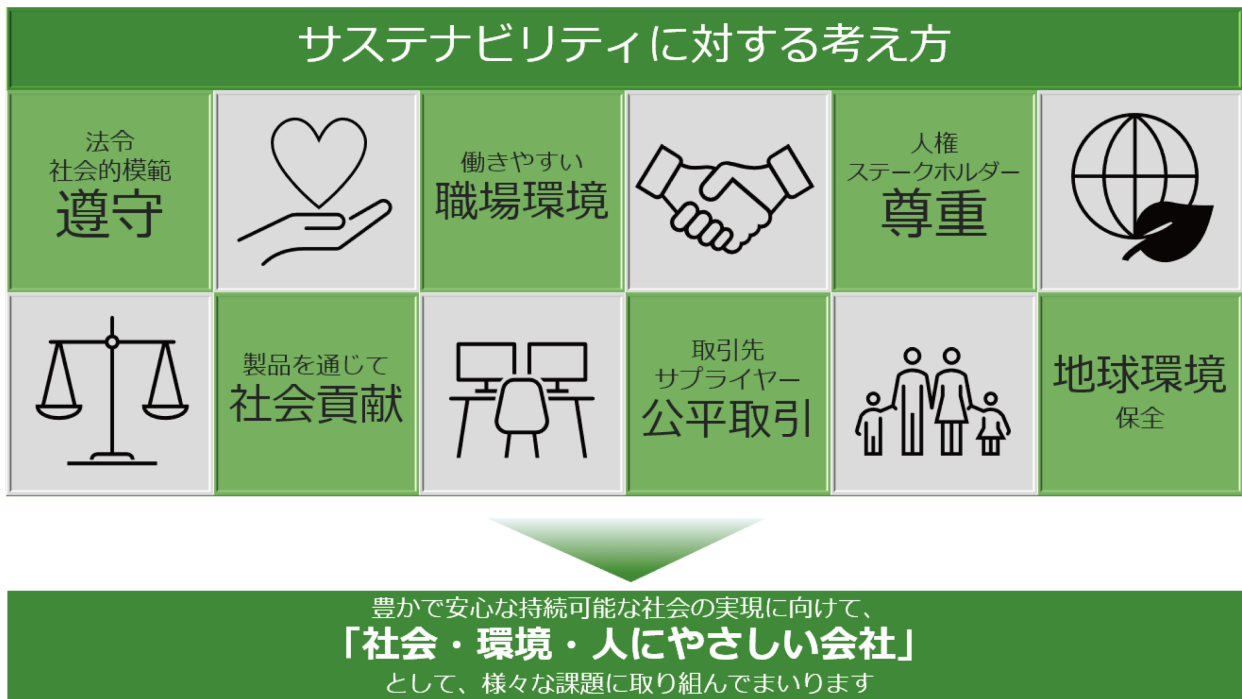 サステナビリティに対する考え方
法令
社会的模範
遵守
働きやすい
職場環境
人権
ステークホルダー
尊重
製品を通じて
社会貢献
取引先
サプライヤー
公平取引
地球環境
保全
豊かで安心な持続可能な社会の実現に向けて、
「社会・環境・人にやさしい会社」
として、様々な課題に取り組んでまいります